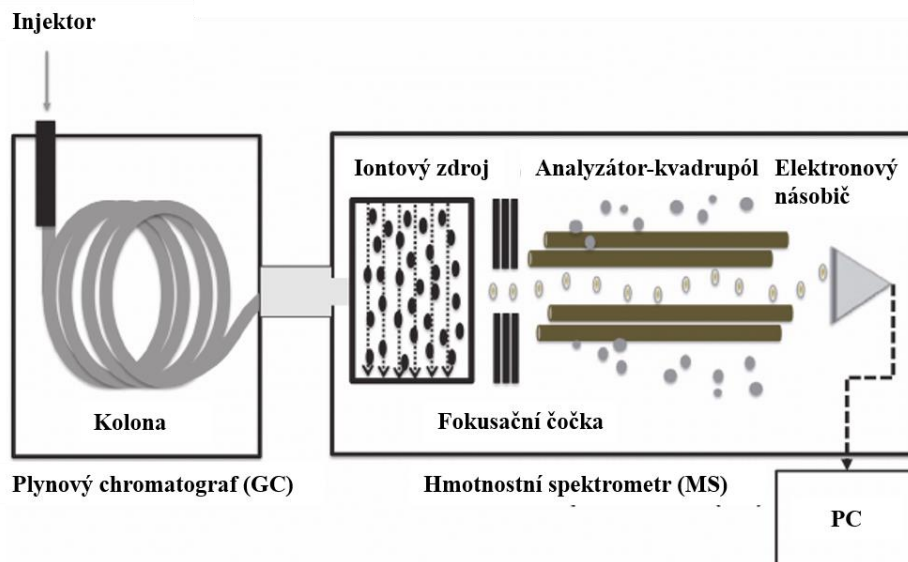 Injektor
Iontový zdroj
Analyzátor-kvadrupól
Elektronový
násobič
Kolona
Fokusační čočka
Plynový chromatograf (GC)
Hmotnostní spektrometr (MS)
PC